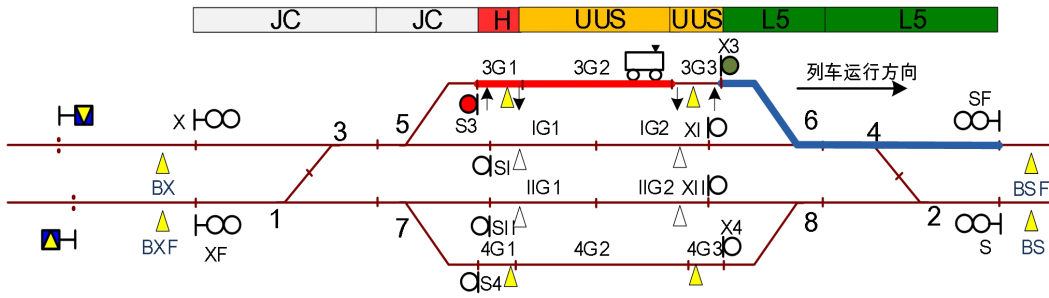 JC JC H UUS UUS L5 L5
X3
3G1 3G2 3G3 列车运行方向
SF
X 3 5 S3 IG1 IG2 XI 6 4
BX SI BSF
IIG1 IIG2 XII
BXF XF 1 7 SII X4 8 2 S BS
4G1 4G2 4G3
S4